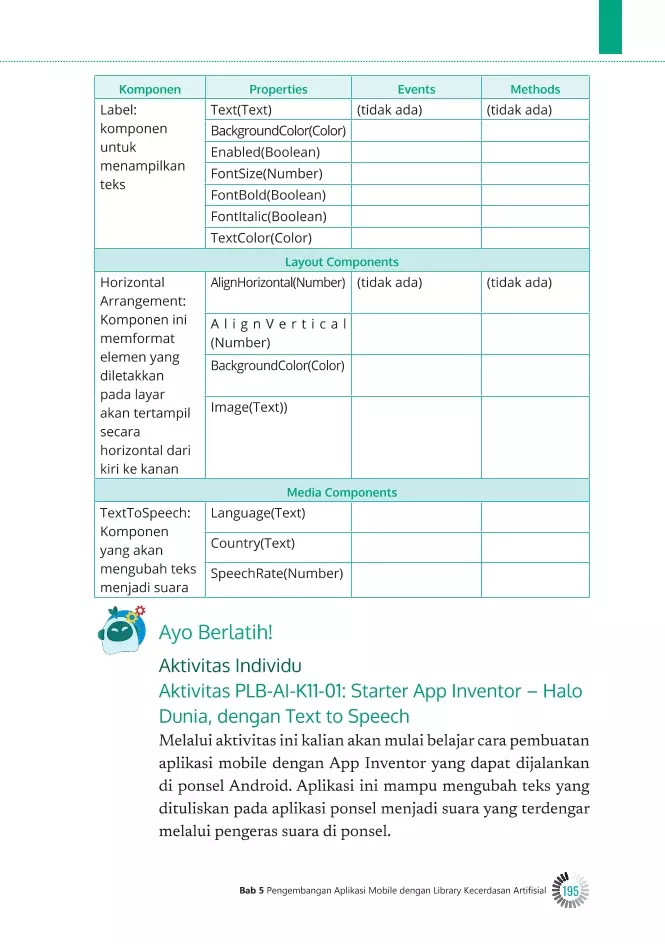 Komponen Properties Events Methods
Label: Text(Text) (tidak ada) (tidak ada)
komponen BackgroundColor(Color)
untuk Enabled(Boolean)
menampilkan FontSize(Number)
teks FontBold(Boolean)
FontItalic(Boolean)
TextColor(Color)
Layout Components
Horizontal AlignHorizontal(Number) (tidak ada) (tidak ada)
Arrangement:
Komponen ini AlignVertical
memformat (Number)
elemen yang BackgroundColor(Color)
diletakkan
pada layar
akan tertampil Image(Text))
secara
horizontal dari
kiri ke kanan
Media Components
TextToSpeech: Language(Text)
Komponen
yang akan Country(Text)
mengubah teks SpeechRate(Number)
menjadi suara
Ayo Berlatih!
Aktivitas Individu
Aktivitas PLB-AI-K11-01: Starter App Inventor – Halo
Dunia, dengan Text to Speech
Melalui aktivitas ini kalian akan mulai belajar cara pembuatan
aplikasi mobile dengan App Inventor yang dapat dijalankan
di ponsel Android. Aplikasi ini mampu mengubah teks yang
dituliskan pada aplikasi ponsel menjadi suara yang terdengar
melalui pengeras suara di ponsel.
Bab 5 Pengembangan Aplikasi Mobile dengan Library Kecerdasan Artifisial 195